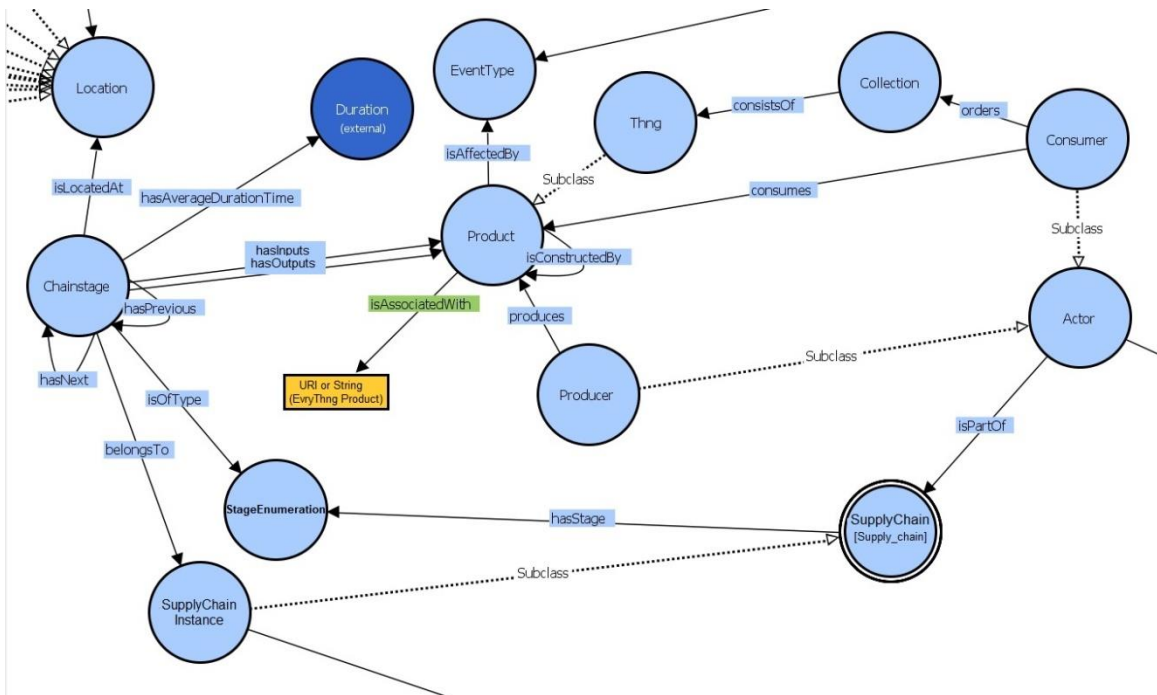 EventType
Collection
Location
Duration
(external)
Thng
consistsOf
orders
Consumer
isAffectedBy
isLocatedAt
hasAverageDurationTime
Subclass
consumes
Subclass
Product
hasInputs
hasOutputs
isConstructedBy
Chainstage
hasPrevious
isAssociatedWith
produces
Actor
Subclass
hasNext
URI or String
(EvryThng Product)
Producer
isOfType
isPartOf
belongsTo
StageEnumeration
hasStage
SupplyChain
[Supply_chain]
Subclass
SupplyChain
Instance